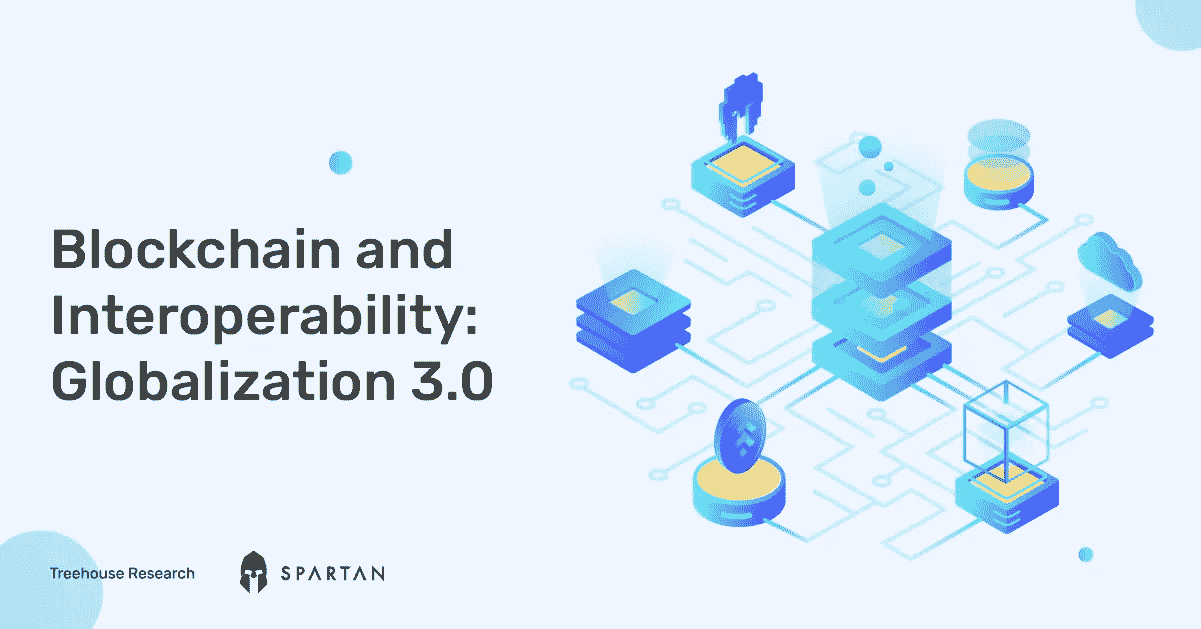 Blockchain and
Interoperability:
Globalization 3.0
Treehouse Research
SPARTAN